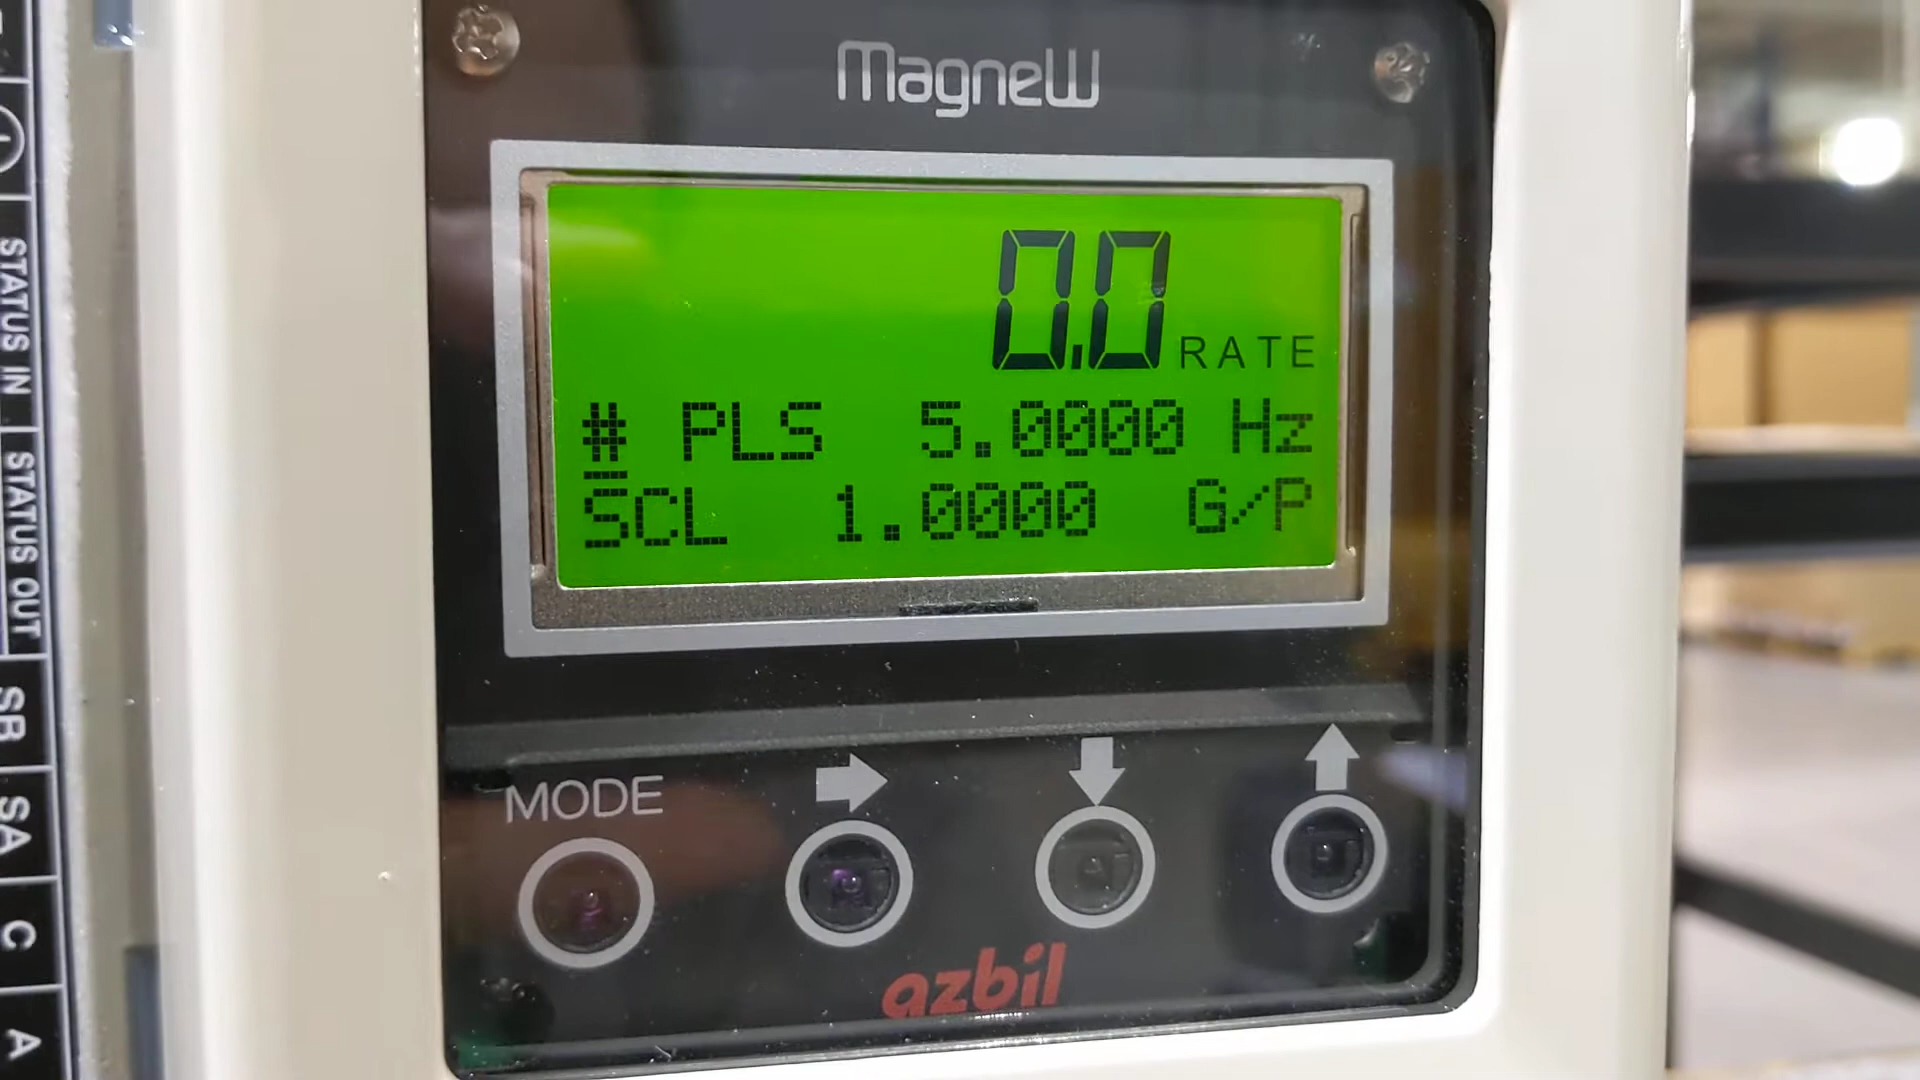 MagneW
0.0 RATE
# PLS 5.0000 Hz
SCL 1.0000 G/P
MODE
azbil
STATUS IN
STATUS OUT
SB
SA
C
A